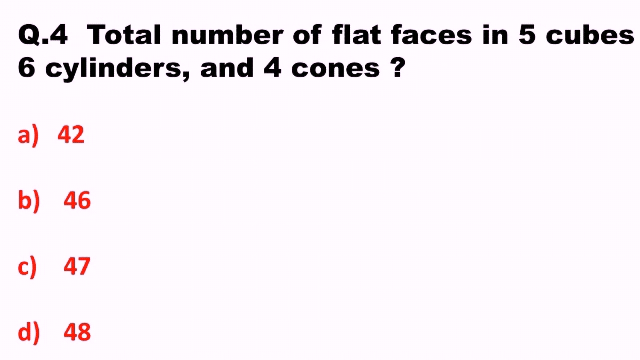 Q.4 Total number of flat faces in 5 cubes
6 cylinders, and 4 cones ?
a) 42
b) 46
c) 47
d) 48